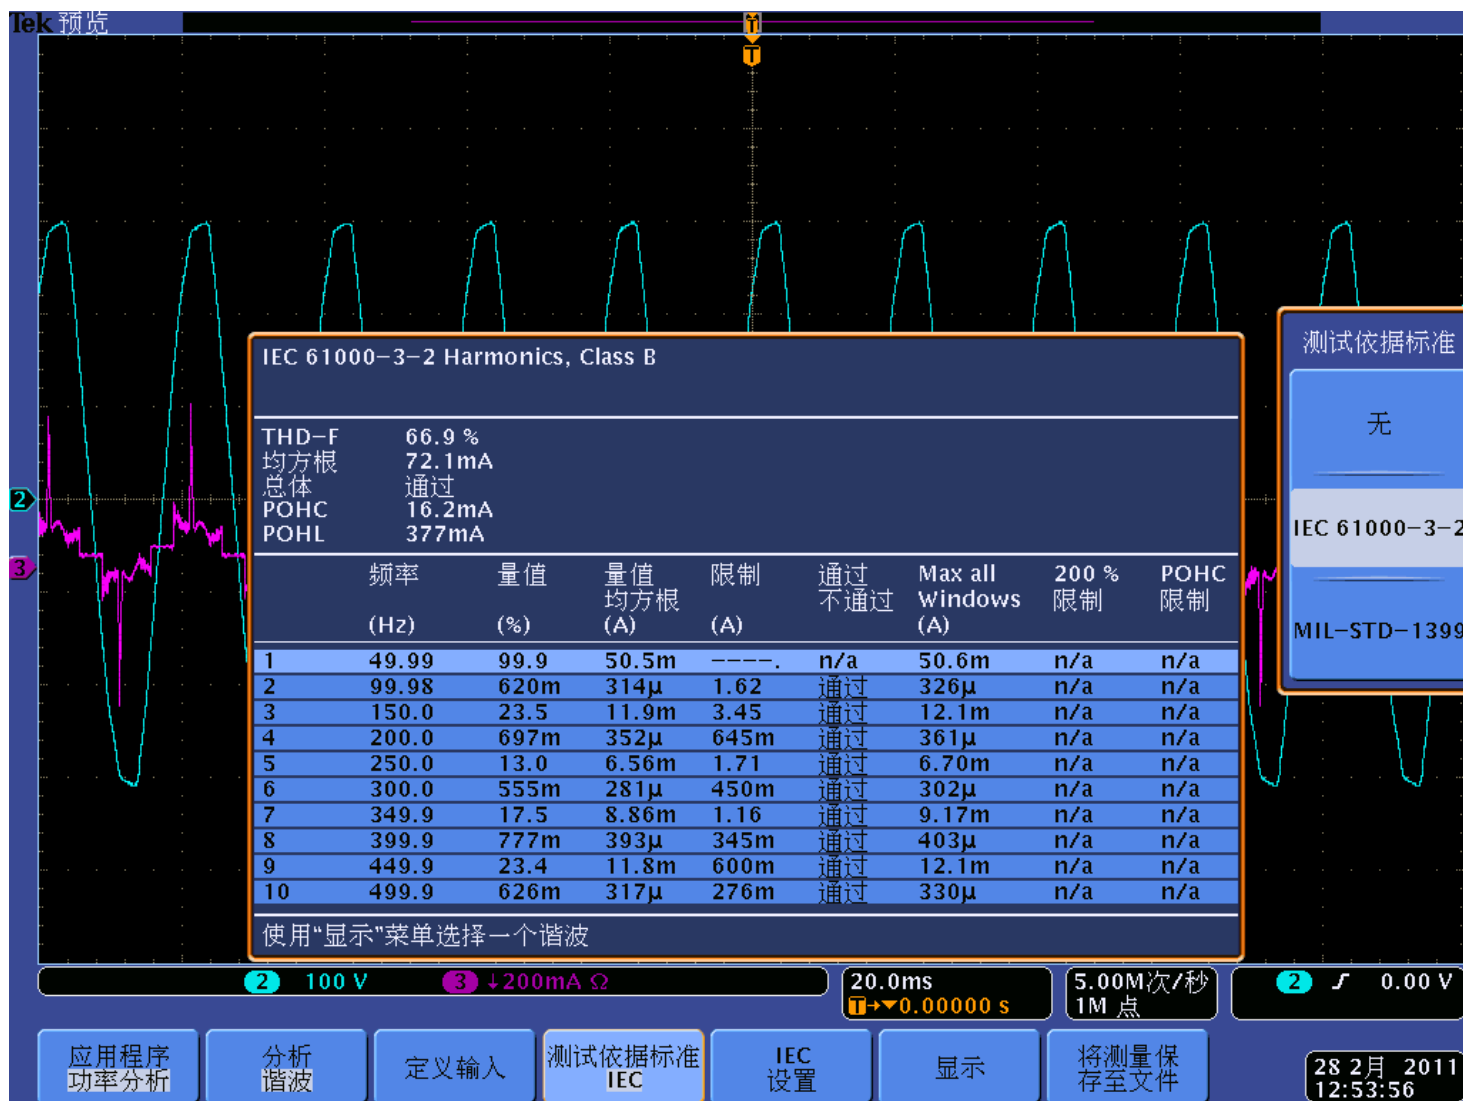 Tek 预览
T
T
IEC 61000-3-2 Harmonics, Class B
THD-F 66.9 %
均方根 72.1mA
总体 通过
POHC 16.2mA
POHL 377mA
频率 量值 量值 限制 通过 Max all 200 % POHC
均方根 不通过 Windows 限制 限制
(Hz) (%) (A) (A) (A)
1 49.99 99.9 50.5m ----. n/a 50.6m n/a n/a
2 99.98 620m 314µ 1.62 通过 326µ n/a n/a
3 150.0 23.5 11.9m 3.45 通过 12.1m n/a n/a
4 200.0 697m 352µ 645m 通过 361µ n/a n/a
5 250.0 13.0 6.56m 1.71 通过 6.70m n/a n/a
6 300.0 555m 281µ 450m 通过 302µ n/a n/a
7 349.9 17.5 8.86m 1.16 通过 9.17m n/a n/a
8 399.9 777m 393µ 345m 通过 403µ n/a n/a
9 449.9 23.4 11.8m 600m 通过 12.1m n/a n/a
10 499.9 626m 317µ 276m 通过 330µ n/a n/a
使用“显示”菜单选择一个谐波
2
3
测试依据标准
无
IEC 61000-3-2
MIL-STD-1399
2 100 V 3 ↓200mA Ω
20.0ms
T→▼0.00000 s
5.00M次/秒
1M 点
2 ʃ 0.00 V
应用程序
功率分析
分析
谐波
定义输入
测试依据标准
IEC
IEC
设置
显示
将测量保
存至文件
28 2月 2011
12:53:56